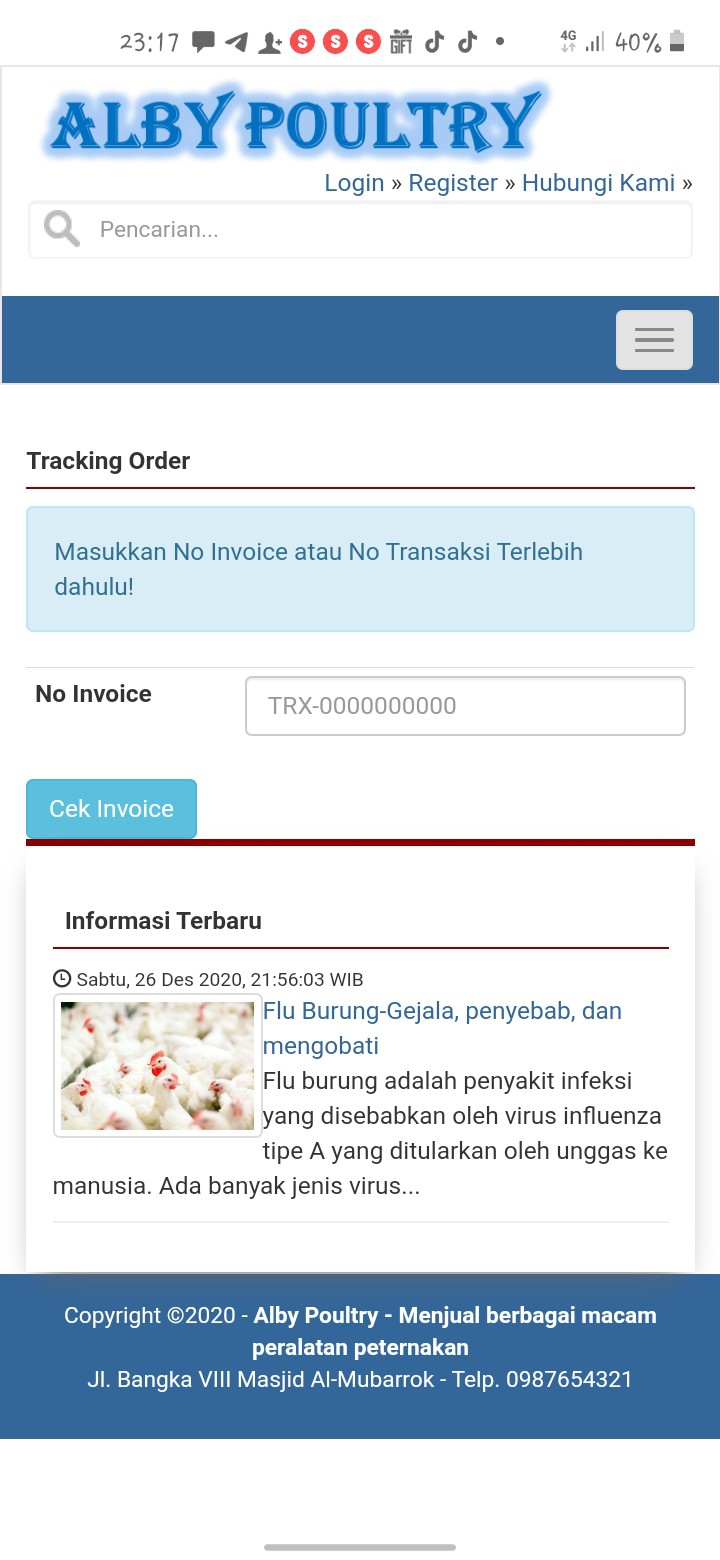 23:17 S S S GIFT 4G 40%
ALBY POULTRY
Login » Register » Hubungi Kami »
Pencarian...
Tracking Order
Masukkan No Invoice atau No Transaksi Terlebih
dahulu!
No Invoice TRX-0000000000
Cek Invoice
Informasi Terbaru
Sabtu, 26 Des 2020, 21:56:03 WIB
Flu Burung-Gejala, penyebab, dan
mengobati
Flu burung adalah penyakit infeksi
yang disebabkan oleh virus influenza
tipe A yang ditularkan oleh unggas ke
manusia. Ada banyak jenis virus...
Copyright ©2020 - Alby Poultry - Menjual berbagai macam
peralatan peternakan
Jl. Bangka VIII Masjid Al-Mubarrok - Telp. 0987654321